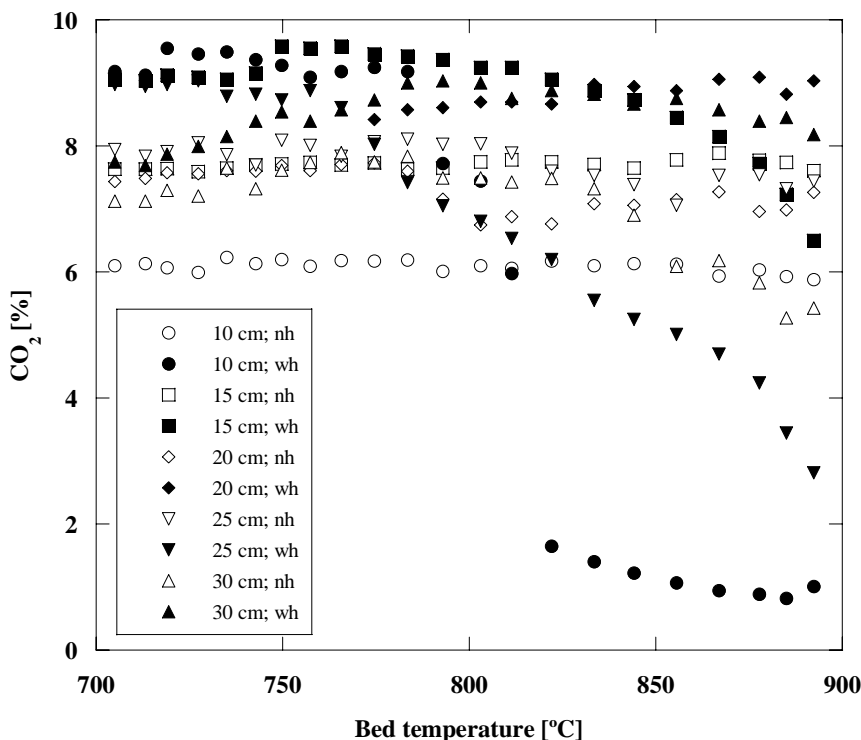 10
8
6
4
2
0
CO2 [%]
10 cm; nh
10 cm; wh
15 cm; nh
15 cm; wh
20 cm; nh
20 cm; wh
25 cm; nh
25 cm; wh
30 cm; nh
30 cm; wh
700 750 800 850 900
Bed temperature [ºC]